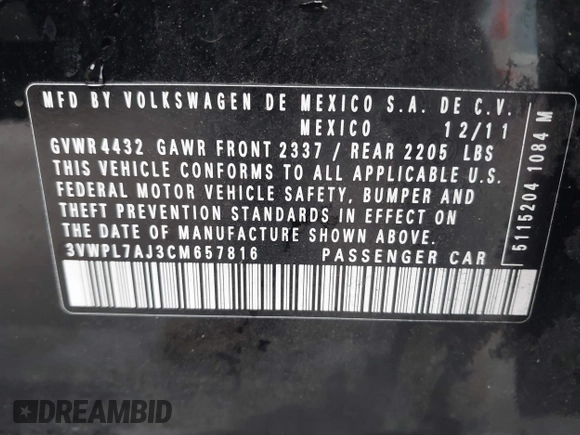 MFD BY VOLKSWAGEN DE MEXICO S.A. DE C.V.
MEXICO 12/11
GVWR 4432 GAWR FRONT 2337 / REAR 2205 LBS
THIS VEHICLE CONFORMS TO ALL APPLICABLE U.S.
FEDERAL MOTOR VEHICLE SAFETY, BUMPER AND
THEFT PREVENTION STANDARDS IN EFFECT ON
THE DATE OF MANUFACTURE SHOWN ABOVE.
3VWPL7AJ3CM657816 PASSENGER CAR
5115204 1084 M
DREAMBID